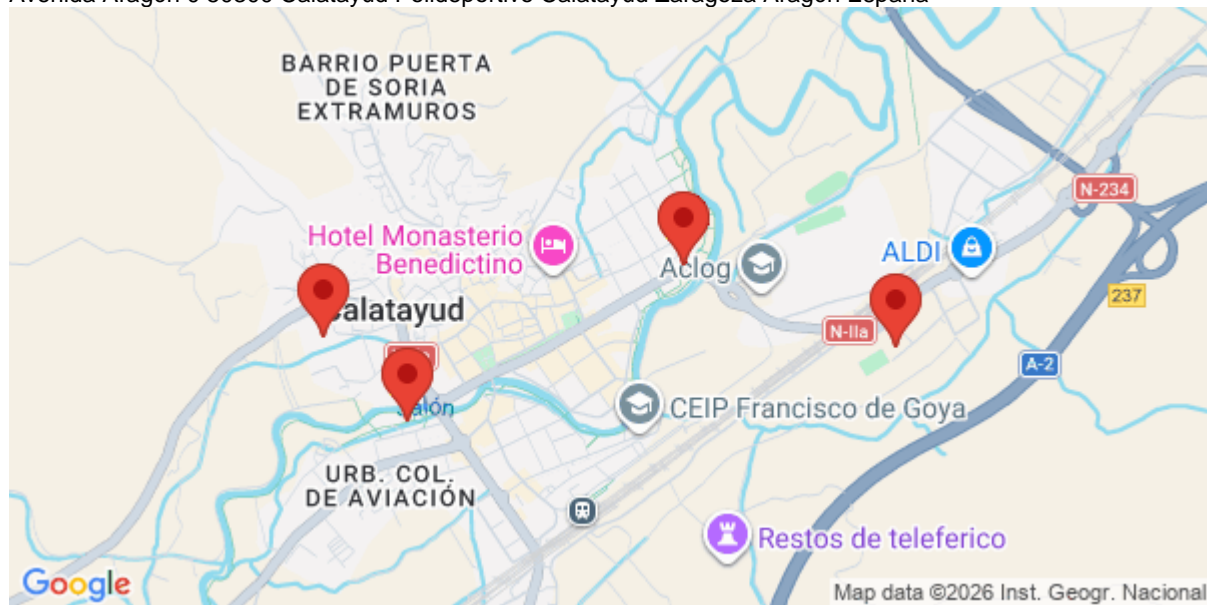 BARRIO PUERTA
DE SORIA
EXTRAMUROS
N-234
Hotel Monasterio
Benedictino
Aclog
ALDI
237
Calatayud
N-IIa
A-2
CEIP Francisco de Goya
URB. COL.
DE AVIACIÓN
Restos de teleferico
Google
Map data ©2026 Inst. Geogr. Nacional